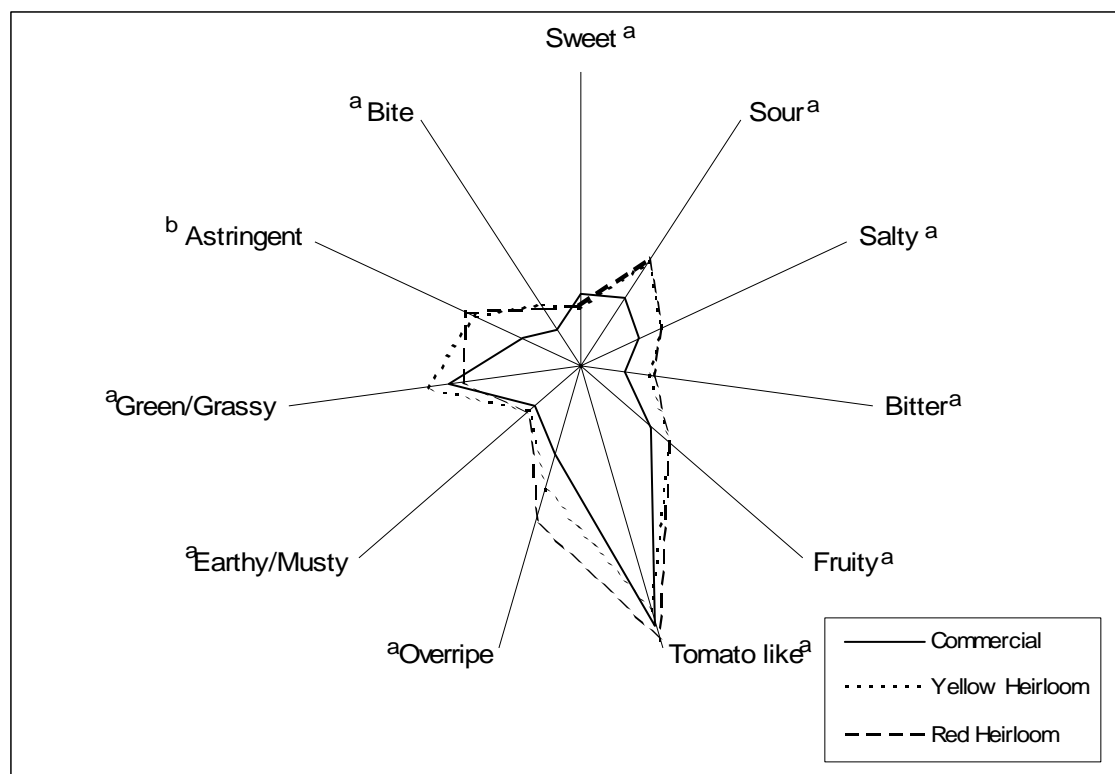 Sweet a
a Bite
Sour a
b Astringent
Salty a
a Green/Grassy
Bitter a
a Earthy/Musty
Fruity a
a Overripe
Tomato like a
Commercial
Yellow Heirloom
Red Heirloom